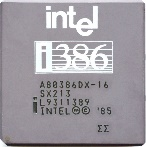 intel
i386
A80386DX-16
SX213
L9311389
INTEL Ⓜ © '85
ΣΣ